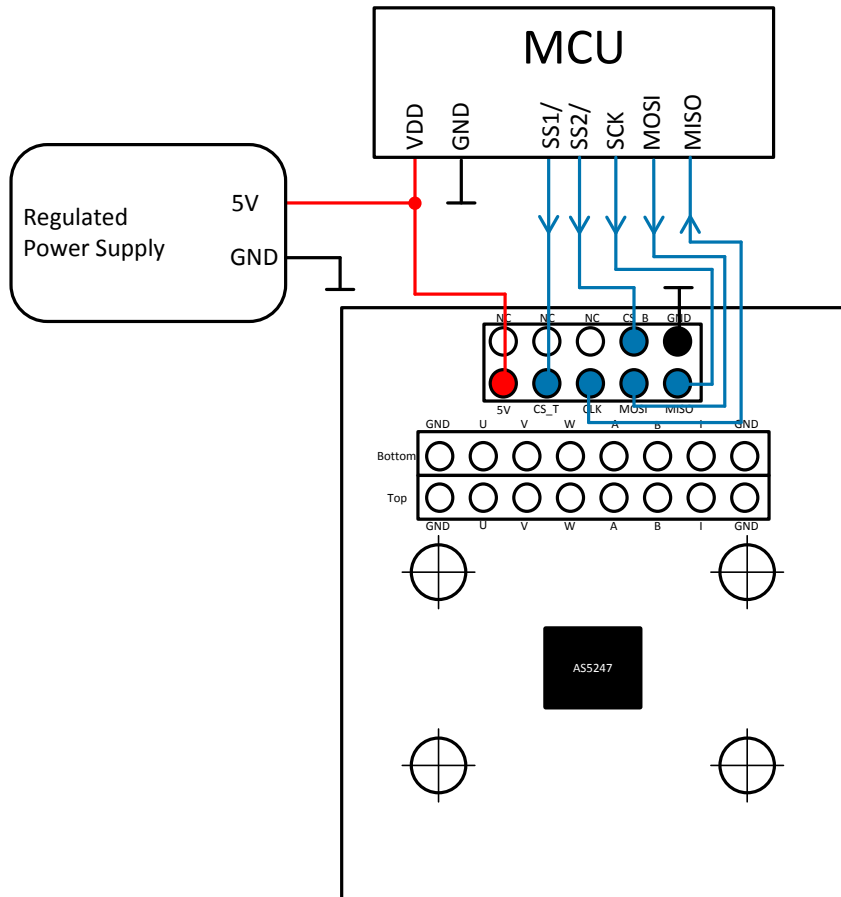 MCU
VDD GND SS1/ SS2/ SCK MOSI MISO
Regulated
Power Supply
5V
GND
NC NC NC CS_B GND
5V CS_T CLK MOSI MISO
GND U V W A B I GND
Bottom
Top
GND U V W A B I GND
AS5247